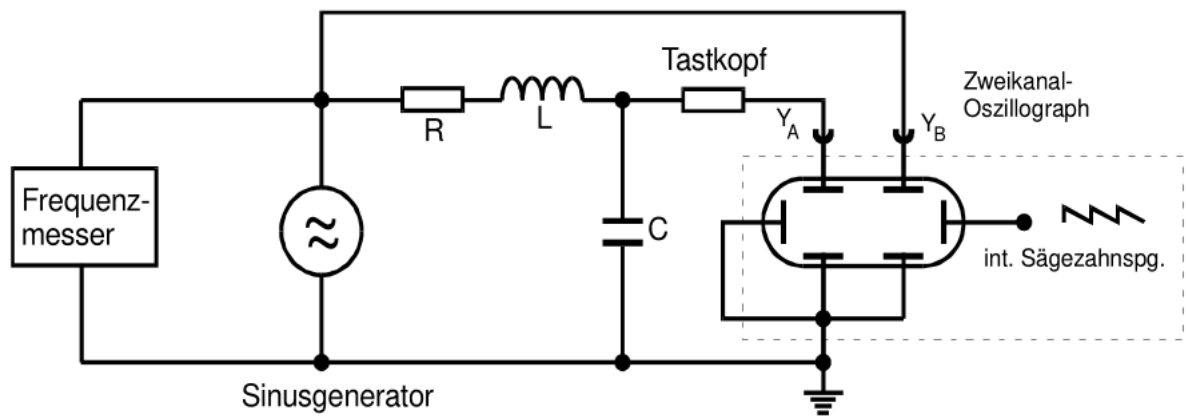 Tastkopf
Zweikanal-
Oszillograph
R
L
Y_A
Y_B
Frequenz-
messer
C
int. Sägezahnspg.
Sinusgenerator